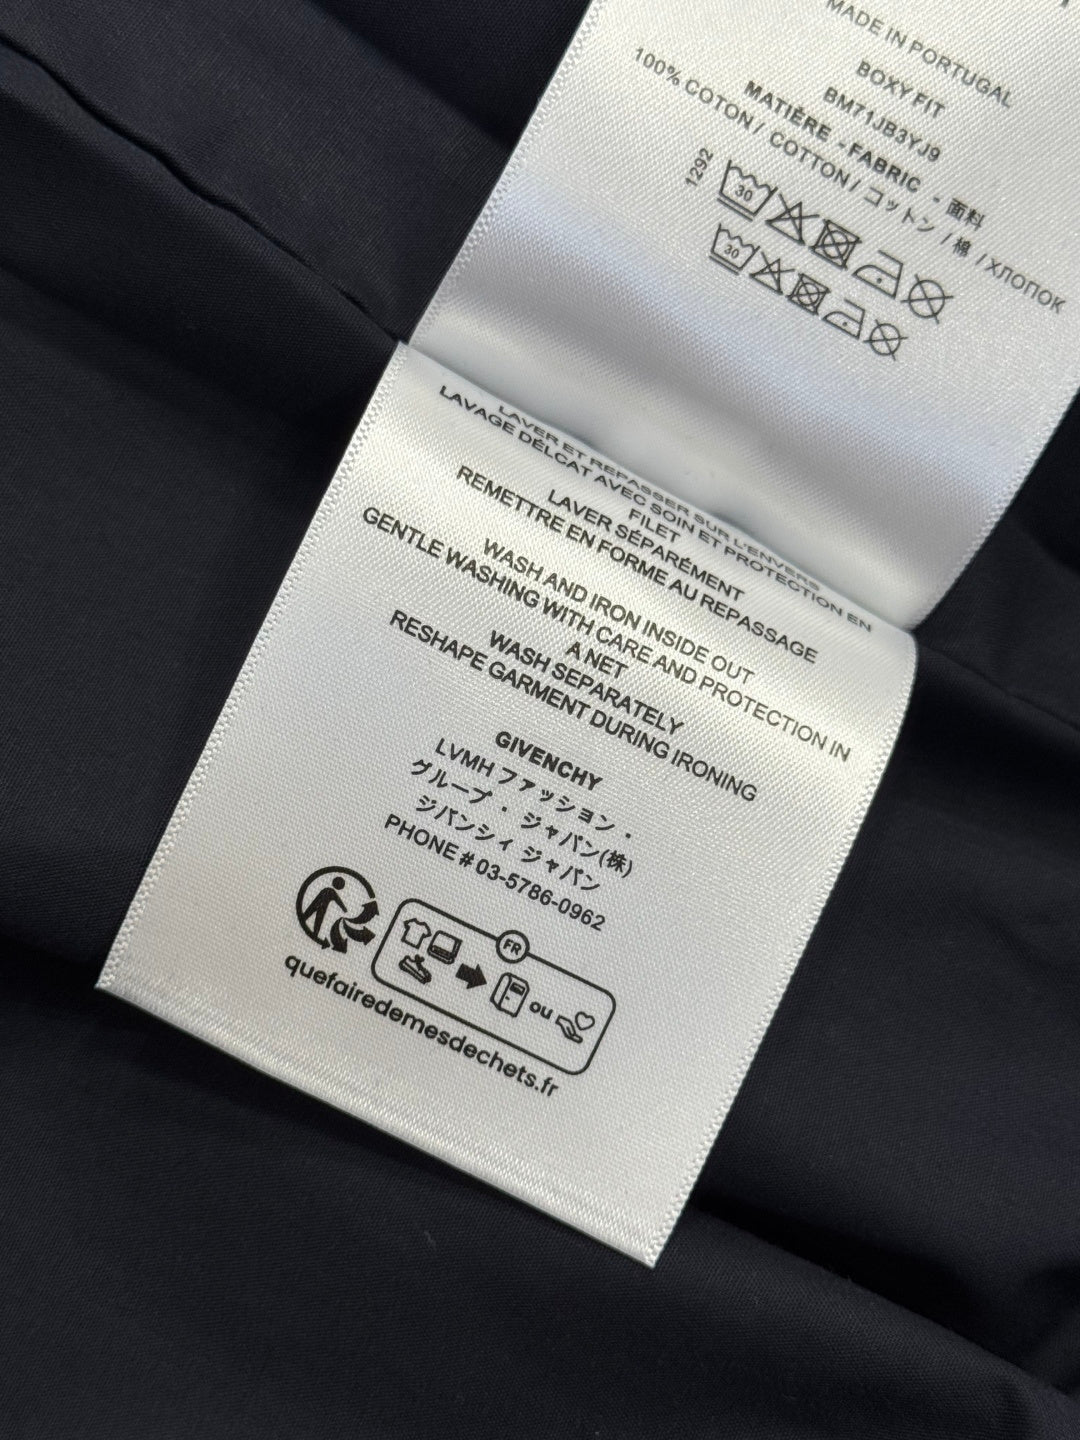 MADE IN PORTUGAL
BOXY FIT
BM71JB3YJ9
MATIÈRE - FABRIC - 面料
100% COTON / COTTON / コットン / 棉 / ХЛОПОК
1292
30
30
LAVER ET REPASSER SUR L'ENVERS
LAVAGE DÉLCAT AVEC SOIN ET PROTECTION EN
FILET
LAVER SÉPARÉMENT
REMETTRE EN FORME AU REPASSAGE
WASH AND IRON INSIDE OUT
GENTLE WASHING WITH CARE AND PROTECTION IN
A NET
WASH SEPARATELY
RESHAPE GARMENT DURING IRONING
GIVENCHY
LVMH ファッション・
グループ・ジャパン(株)
ジバンシィ ジャパン
PHONE # 03-5786-0962
FR
ou
quefairedemesdechets.fr